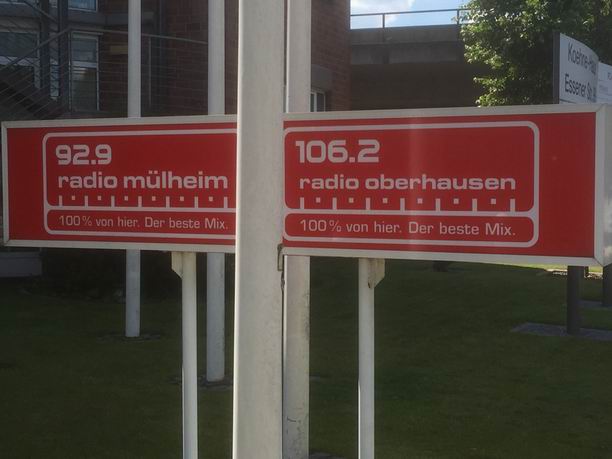 92.9
radio mülheim
100% von hier. Der beste Mix.
106.2
radio oberhausen
100% von hier. Der beste Mix.
Essener